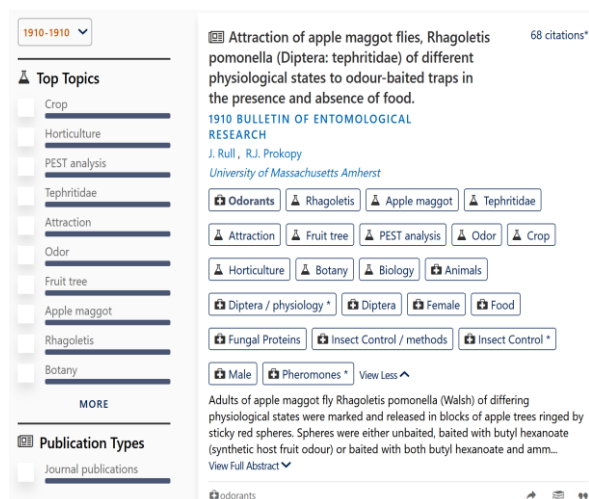 1910-1910
Top Topics
Crop
Horticulture
PEST analysis
Tephritidae
Attraction
Odor
Fruit tree
Apple maggot
Rhagoletis
Botany
MORE
Publication Types
Journal publications
Attraction of apple maggot flies, Rhagoletis
68 citations*
pomonella (Diptera: tephritidae) of different
physiological states to odour-baited traps in
the presence and absence of food.
1910 BULLETIN OF ENTOMOLOGICAL
RESEARCH
J. Rull , R.J. Prokopy
University of Massachusetts Amherst
Odorants Rhagoletis Apple maggot Tephritidae
Attraction Fruit tree PEST analysis Odor Crop
Horticulture Botany Biology Animals
Diptera / physiology * Diptera Female Food
Fungal Proteins Insect Control / methods Insect Control *
Male Pheromones * View Less
Adults of apple maggot fly Rhagoletis pomonella (Walsh) of differing
physiological states were marked and released in blocks of apple trees ringed by
sticky red spheres. Spheres were either unbaited, baited with butyl hexanoate
(synthetic host fruit odour) or baited with both butyl hexanoate and amm...
View Full Abstract
odorants